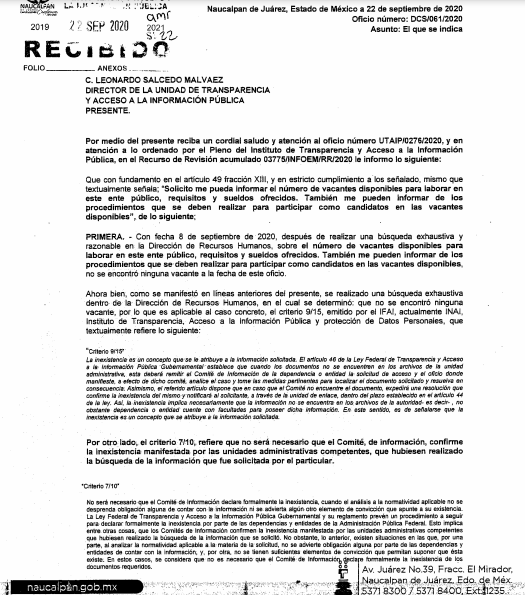 NAUCALPAN
2019
22 SEP 2020
2021
RECIBIDO
FOLIO ANEXOS
Naucalpan de Juárez, Estado de México a 22 de septiembre de 2020
Oficio número: DCS/061/2020
Asunto: El que se indica
C. LEONARDO SALCEDO MALVAEZ
DIRECTOR DE LA UNIDAD DE TRANSPARENCIA
Y ACCESO A LA INFORMACIÓN PÚBLICA
PRESENTE.
Por medio del presente reciba un cordial saludo y atención al oficio número UTAIP/0276/2020, y en
atención a lo ordenado por el Pleno del Instituto de Transparencia y Acceso a la Información
Pública, en el Recurso de Revisión acumulado 03775/INFOEM/RR/2020 le informo lo siguiente:
Que con fundamento en el artículo 49 fracción XIII, y en estricto cumplimiento a los señalado, mismo que
textualmente señala; "Solicito me pueda informar el número de vacantes disponibles para laborar en
este ente público, requisitos y sueldos ofrecidos. También me pueden informar de los
procedimientos que se deben realizar para participar como candidatos en las vacantes
disponibles", de lo siguiente;
PRIMERA. - Con fecha 8 de septiembre de 2020, después de realizar una búsqueda exhaustiva y
razonable en la Dirección de Recursos Humanos, sobre el número de vacantes disponibles para
laborar en este ente público, requisitos y sueldos ofrecidos. También me pueden informar de los
procedimientos que se deben realizar para participar como candidatos en las vacantes disponibles,
no se encontró ninguna vacante a la fecha de este oficio.
Ahora bien, como se manifestó en líneas anteriores del presente, se realizado una búsqueda exhaustiva
dentro de la Dirección de Recursos Humanos, en el cual se determinó: que no se encontró ninguna
vacante, por lo que es aplicable al caso concreto, el criterio 9/15, emitido por el IFAI, actualmente INAI,
Instituto de Transparencia, Acceso a la Información Pública y protección de Datos Personales, que
textualmente refiere lo siguiente:
"Criterio 9/15"
La inexistencia es un concepto que se le atribuye a la información solicitada. El artículo 46 de la Ley Federal de Transparencia y Acceso
a la Información Pública Gubernamental establece que cuando los documentos no se encuentren en los archivos de la unidad
administrativa, esta deberá remitir al Comité de Información de la dependencia o entidad la solicitud de acceso y el oficio donde
manifieste, a efecto de dicho comité, analice el caso y tome las medidas pertinentes para localizar el documento solicitado y resuelva en
consecuencia. Asimismo, el referido artículo dispone que en caso que el Comité no encuentre el documento, expedirá una resolución que
confirme la inexistencia del mismo y notificará al solicitante, a través de la unidad de enlace, dentro del plazo establecido en el artículo 44
de la ley. Así, la inexistencia implica necesariamente que la información no se encuentra en los archivos de la autoridad- es decir- , no
obstante dependencia o entidad cuente con facultades para poseer dicha información. En este sentido, es de señalarse que la
inexistencia es un concepto que se atribuye a la información solicitada.
Por otro lado, el criterio 7/10, refiere que no será necesario que el Comité, de información, confirme
la inexistencia manifestada por las unidades administrativas competentes, que hubiesen realizado
la búsqueda de la información que fue solicitada por el particular.
"Criterio 7/10"
No será necesario que el Comité de Información declare formalmente la inexistencia, cuando el análisis a la normatividad aplicable no se
desprenda obligación alguna de contar con la información ni se advierta algún otro elemento de convicción que apunte a su existencia.
La Ley Federal de Transparencia y Acceso a la Información Pública Gubernamental y su reglamento prevén un procedimiento a seguir
para declarar formalmente la inexistencia por parte de las dependencias y entidades de la Administración Pública Federal. Esto implica
entre otras cosas, que los Comités de Información confirmen la inexistencia manifestada por las unidades administrativas competentes
que hubiesen realizado la búsqueda de la información que se solicitó. No obstante, lo anterior, existen situaciones en las que, por una
parte, al analizar la normatividad aplicable a la materia de la solicitud, no se advierte obligación alguna por parte de las dependencias y
entidades de contar con la información, y, por otra, no se tienen suficientes elementos de convicción que permitan suponer que ésta
existe. En estos casos, se considera que no es necesario que el Comité de Información declare formalmente la inexistencia de los
documentos requeridos.
naucalpan.gob.mx
Av. Juárez No.39, Fracc. El Mirador,
Naucalpan de Juárez, Edo. de Méx.
5371 8300 / 5371 8400, Ext.1235